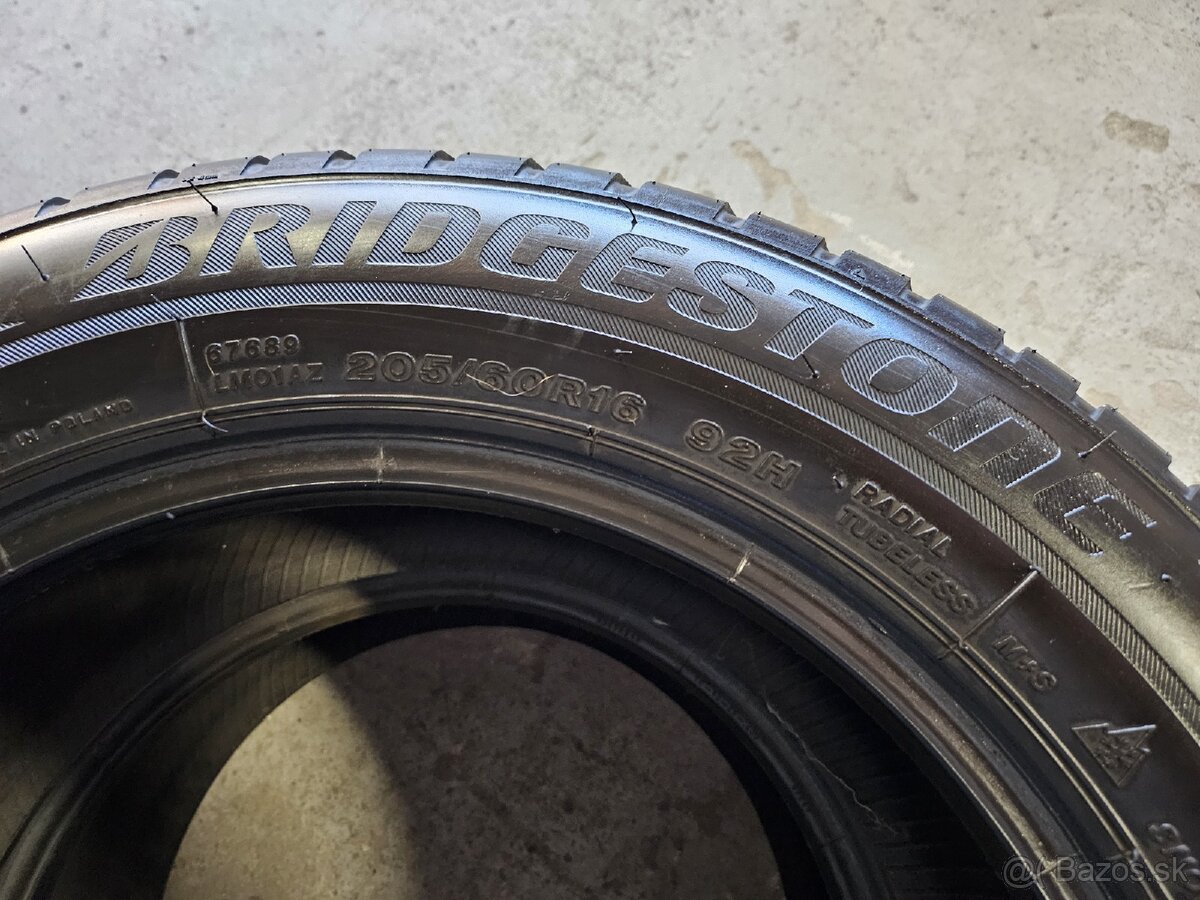 BRIDGESTONE
67689
LM01AZ
205/60R16 92H
IN POLAND
RADIAL
TUBELESS
M+S
Bazos.sk